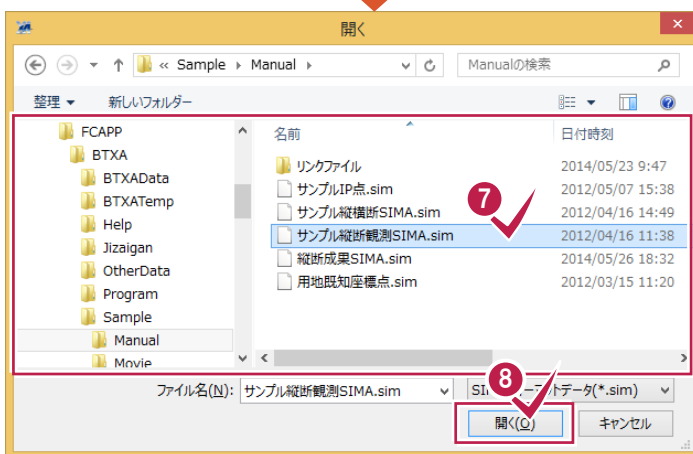 開く
« Sample ▸ Manual ▸
Manualの検索
整理 ▼ 新しいフォルダー
FCAPP
BTXA
BTXAData
BTXATemp
Help
Jizaigan
OtherData
Program
Sample
Manual
Movie
名前 日付時刻
リンクファイル 2014/05/23 9:47
サンプルIP点.sim 2012/05/07 15:38
サンプル縦横断SIMA.sim 2012/04/16 14:49
サンプル縦断観測SIMA.sim 2012/04/16 11:38
縦断成果SIMA.sim 2014/05/26 18:32
用地既知座標点.sim 2012/03/15 11:20
7
8
ファイル名(N): サンプル縦断観測SIMA.sim データ(*.sim)
開く(O) キャンセル